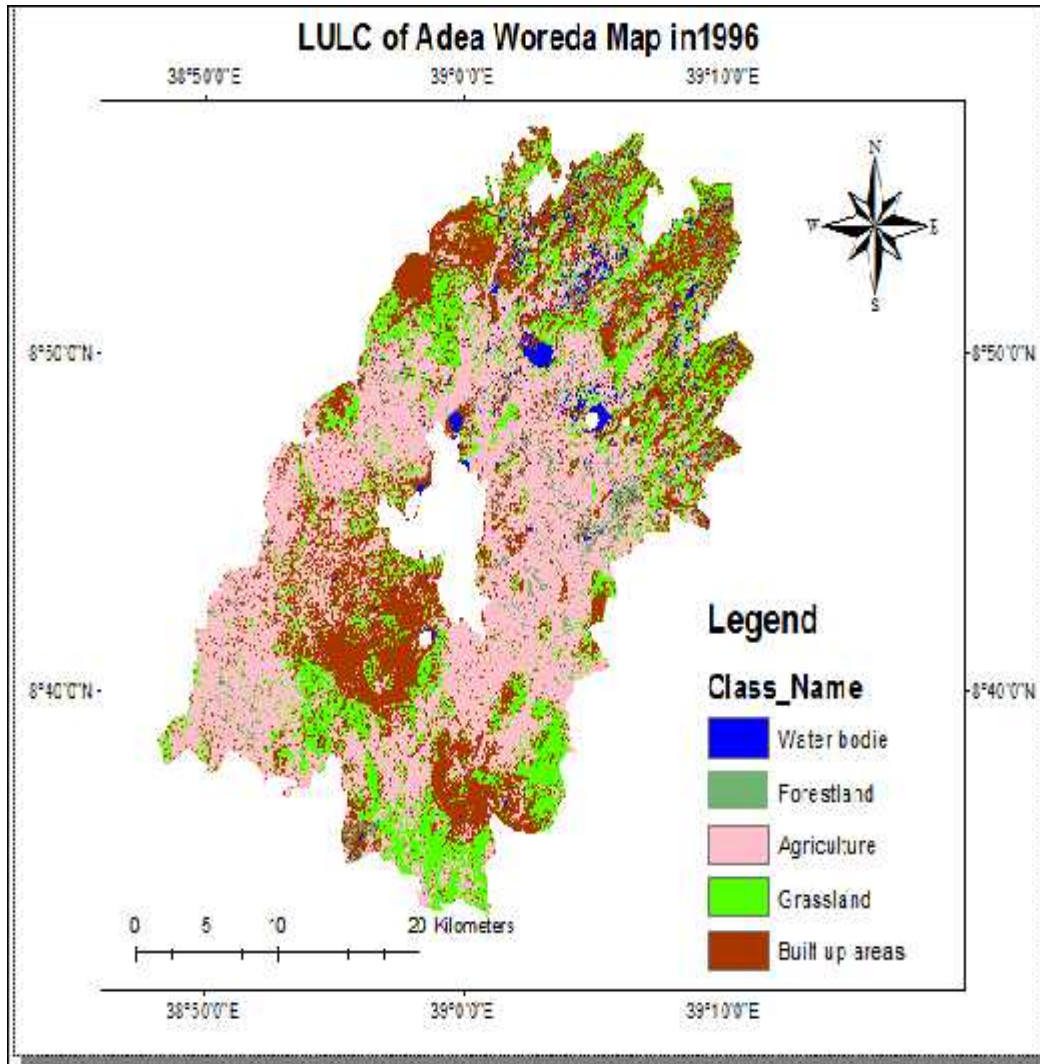 LULC of Adea Woreda Map in1996
38°50'0"E 39°0'0"E 39°10'0"E
N
W E
S
8°50'0"N 8°50'0"N
8°40'0"N 8°40'0"N
Legend
Class_Name
Water bodie
Forestland
Agriculture
Grassland
Built up areas
0 5 10 20 Kilometers
38°50'0"E 39°0'0"E 39°10'0"E